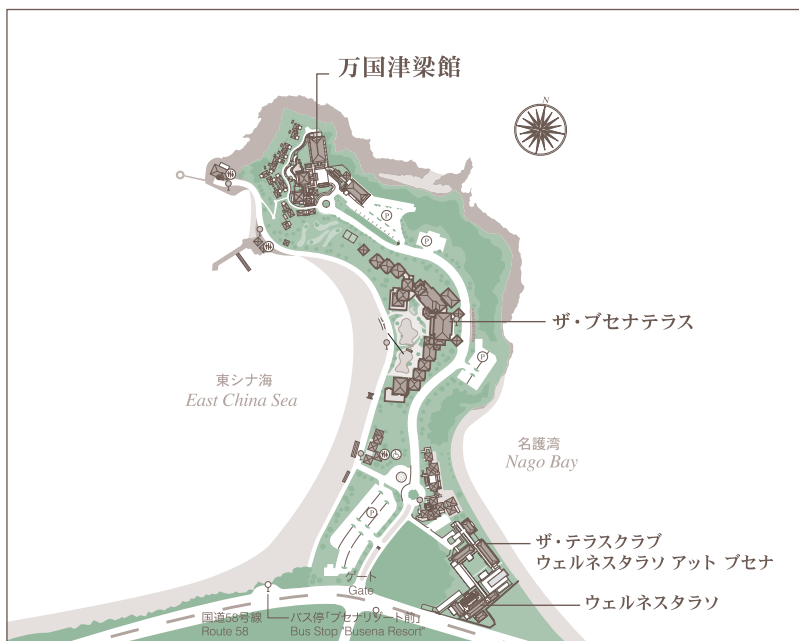 万国津梁館
N
P
P
ザ・ブセナテラス
P
東シナ海
East China Sea
名護湾
Nago Bay
P
ザ・テラスクラブ
ウェルネスタラソ アット ブセナ
ゲート
Gate
ウェルネスタラソ
国道58号線
Route 58
バス停「ブセナリゾート前」
Bus Stop "Busena Resort"